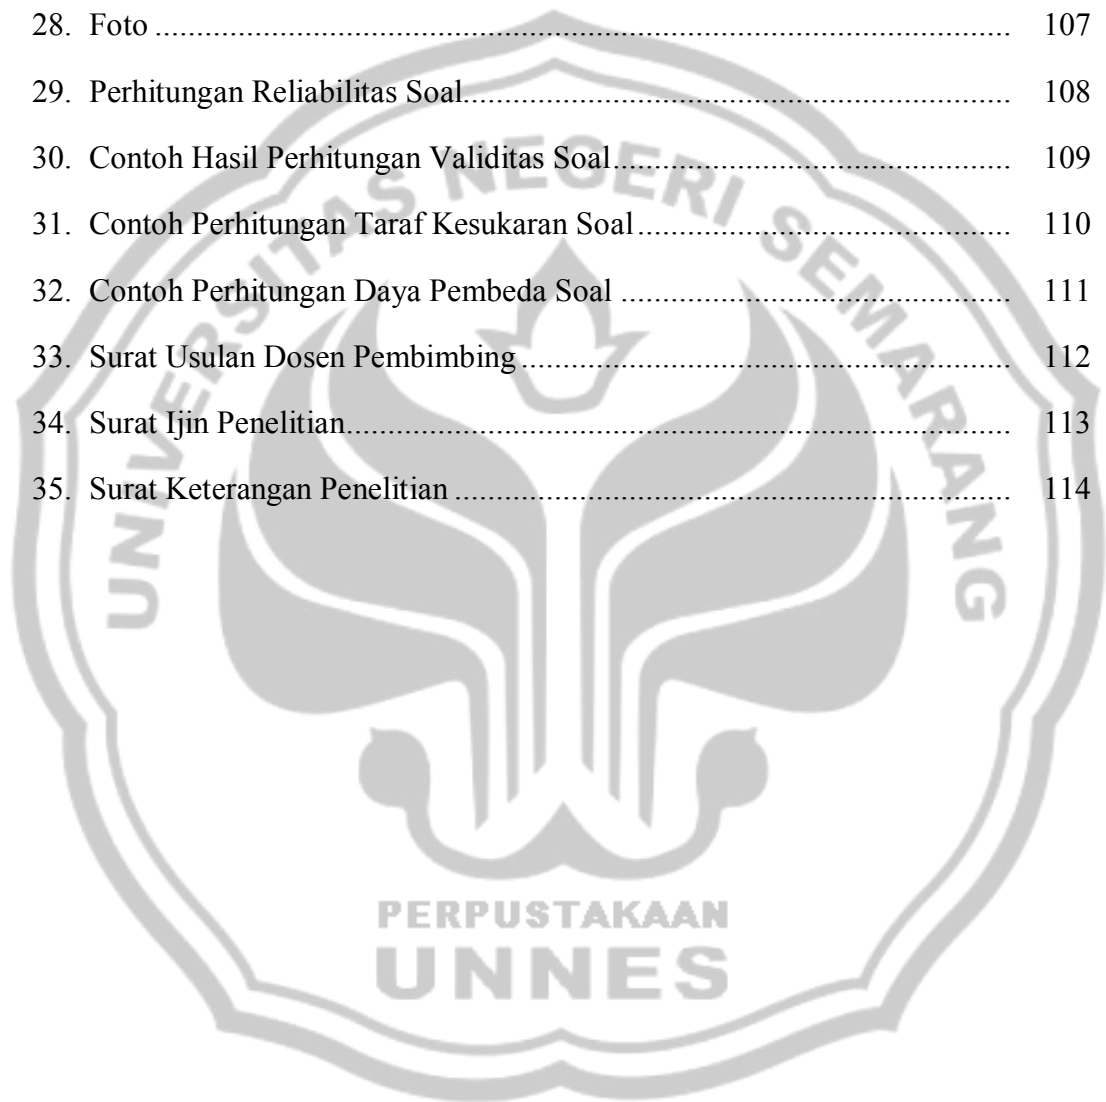 28. Foto ........................................................................................................ 107
29. Perhitungan Reliabilitas Soal.................................................................. 108
30. Contoh Hasil Perhitungan Validitas Soal................................................ 109
31. Contoh Perhitungan Taraf Kesukaran Soal............................................. 110
32. Contoh Perhitungan Daya Pembeda Soal ............................................... 111
33. Surat Usulan Dosen Pembimbing........................................................... 112
34. Surat Ijin Penelitian................................................................................ 113
35. Surat Keterangan Penelitian ................................................................... 114
UNIVERSITAS NEGERI SEMARANG
PERPUSTAKAAN
UNNES